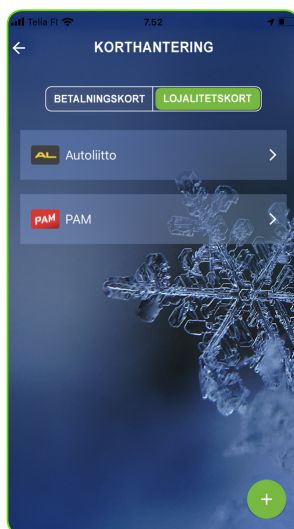 Telia FI 7.52
KORTHANTERING
BETALNINGSKORT LOJALITETSKORT
AL Autoliitto
PAM PAM